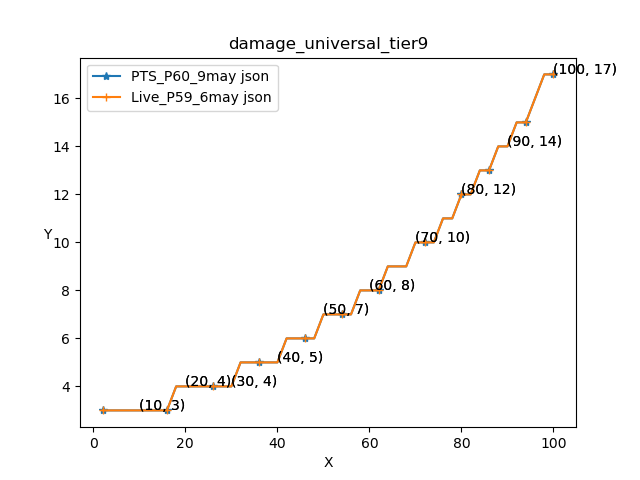 damage_universal_tier9
PTS_P60_9may json
Live_P59_6may json
(100, 17)
16
(90, 14)
14
(80, 12)
12
Y
(70, 10)
10
(60, 8)
8
(50, 7)
6
(40, 5)
(20, 4)(30, 4)
4
(10, 3)
0 20 40 60 80 100
X